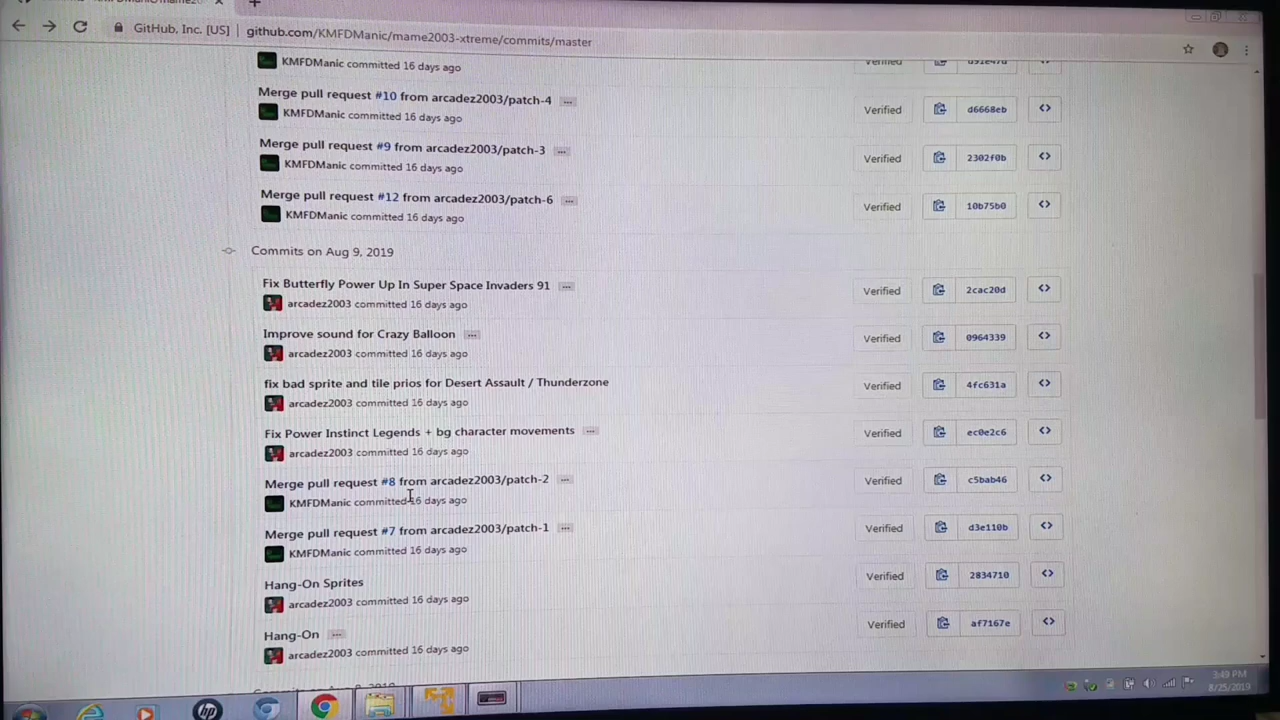 GitHub, Inc. [US] github.com/KMFDManic/mame2003-xtreme/commits/master
KMFDManic committed 16 days ago
Verified
Merge pull request #10 from arcadez2003/patch-4 ...
KMFDManic committed 16 days ago
Verified d6668eb <>
Merge pull request #9 from arcadez2003/patch-3 ...
KMFDManic committed 16 days ago
Verified 2302f0b <>
Merge pull request #12 from arcadez2003/patch-6 ...
KMFDManic committed 16 days ago
Verified 10b75b0 <>
Commits on Aug 9, 2019
Fix Butterfly Power Up In Super Space Invaders 91 ...
arcadez2003 committed 16 days ago
Verified 2cac20d <>
Improve sound for Crazy Balloon ...
arcadez2003 committed 16 days ago
Verified 0964339 <>
fix bad sprite and tile prios for Desert Assault / Thunderzone
arcadez2003 committed 16 days ago
Verified 4fc631a <>
Fix Power Instinct Legends + bg character movements ...
arcadez2003 committed 16 days ago
Verified ec0e2c6 <>
Merge pull request #8 from arcadez2003/patch-2 ...
KMFDManic committed 16 days ago
Verified c5bab46 <>
Merge pull request #7 from arcadez2003/patch-1 ...
KMFDManic committed 16 days ago
Verified d3e110b <>
Hang-On Sprites
arcadez2003 committed 16 days ago
Verified 2834710 <>
Hang-On ...
arcadez2003 committed 16 days ago
Verified af7167e <>
hp
3:49 PM
8/25/2019